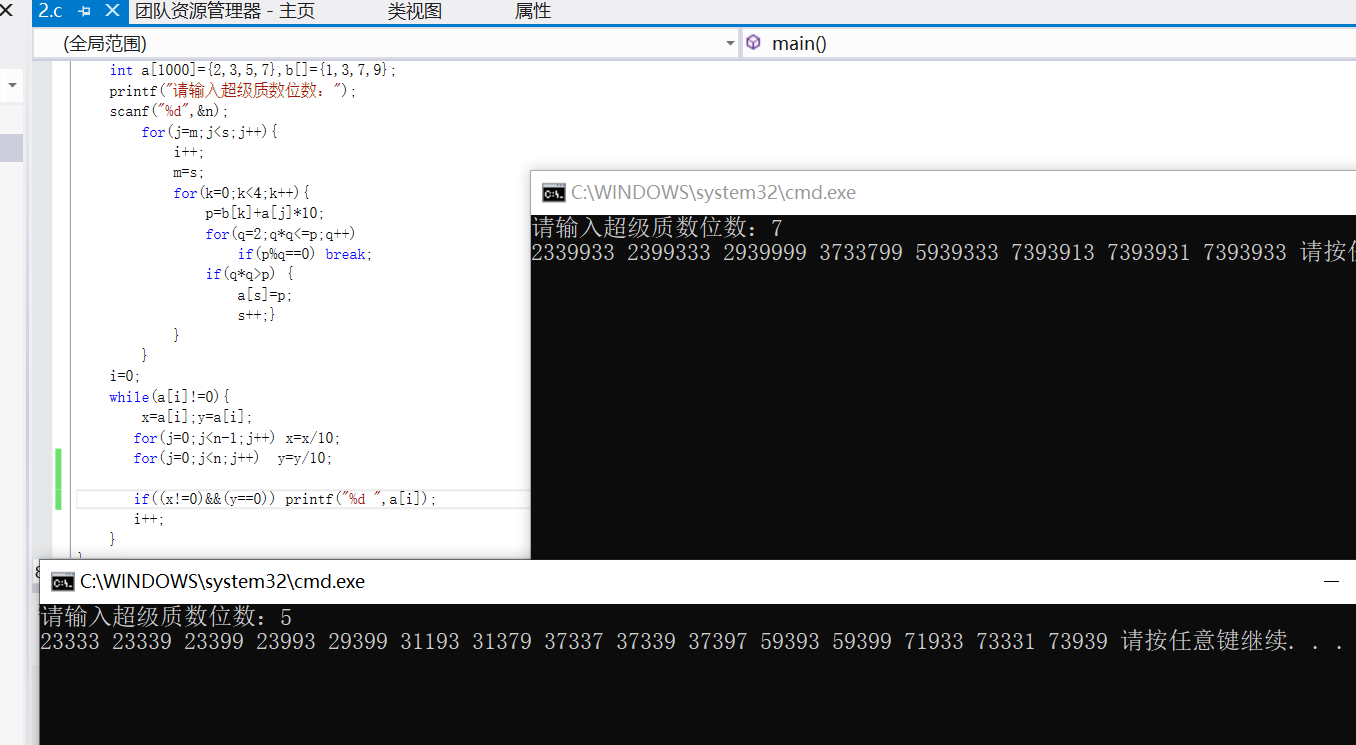 2.c
团队资源管理器 - 主页
类视图
属性
(全局范围)
main()
int a[1000]={2,3,5,7},b[]={1,3,7,9};
printf("请输入超级质数位数：");
scanf("%d",&n);
for(j=m;j<s;j++){
i++;
m=s;
for(k=0;k<4;k++){
p=b[k]+a[j]*10;
for(q=2;q*q<=p;q++)
if(p%q==0) break;
if(q*q>p) {
a[s]=p;
s++;}
}
}
i=0;
while(a[i]!=0){
x=a[i];y=a[i];
for(j=0;j<n-1;j++) x=x/10;
for(j=0;j<n;j++)  y=y/10;
if((x!=0)&&(y==0)) printf("%d ",a[i]);
i++;
}
C:\WINDOWS\system32\cmd.exe
请输入超级质数位数：7
2339933 2399333 2939999 3733799 5939333 7393913 7393931 7393933 请按
C:\WINDOWS\system32\cmd.exe
请输入超级质数位数：5
23333 23339 23399 23993 29399 31193 31379 37337 37339 37397 59393 59399 71933 73331 73939 请按任意键继续. . .